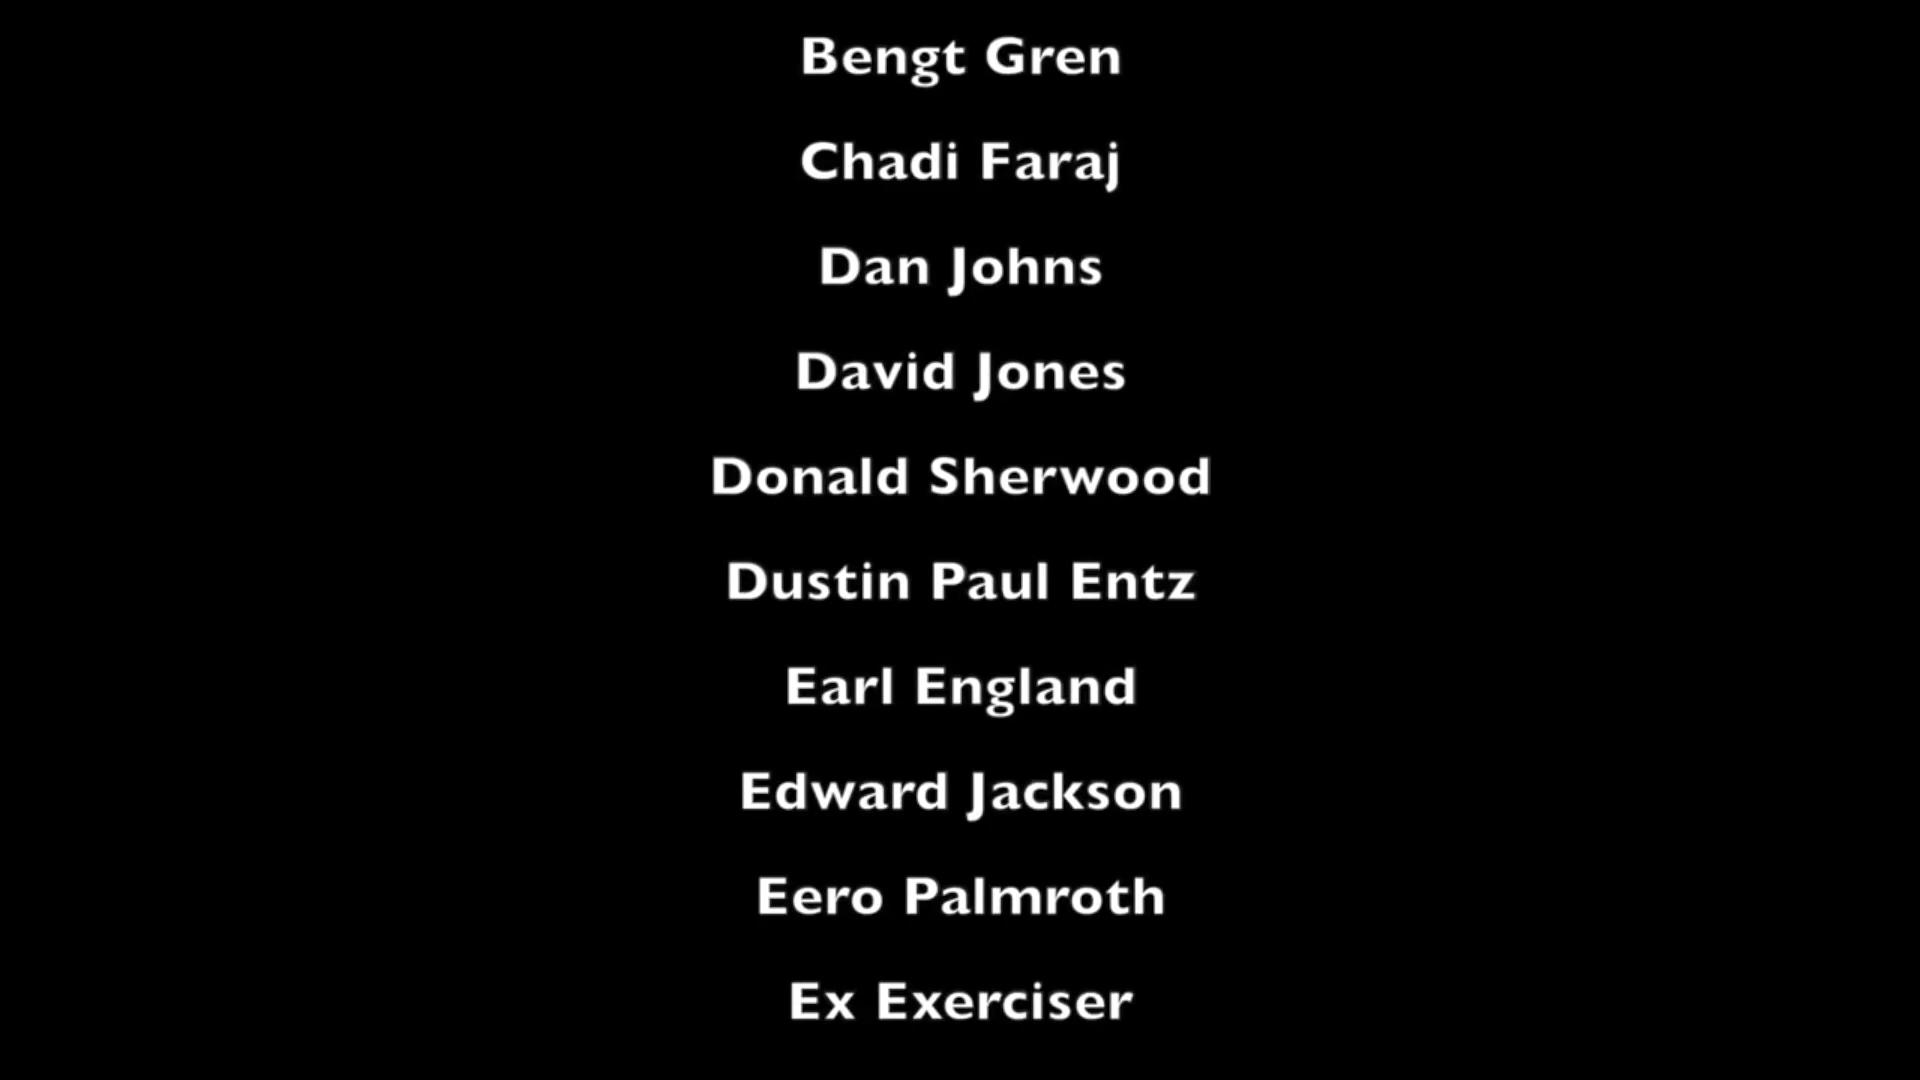 Bengt Gren
Chadi Faraj
Dan Johns
David Jones
Donald Sherwood
Dustin Paul Entz
Earl England
Edward Jackson
Eero Palmroth
Ex Exerciser